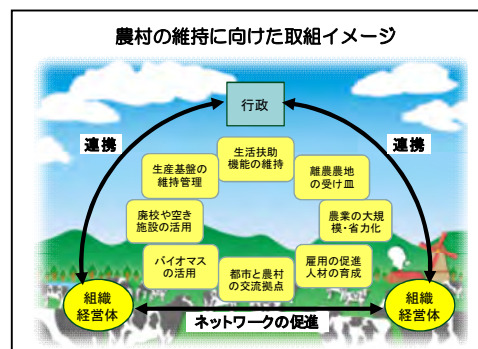 農村の維持に向けた取組イメージ
行政
連携
連携
生活扶助
機能の維持
生産基盤の
維持管理
離農農地
の受け皿
廃校や空き
施設の活用
農業の大規
模・省力化
バイオマス
の活用
都市と農村
の交流拠点
雇用の促進
人材の育成
組織
経営体
組織
経営体
ネットワークの促進